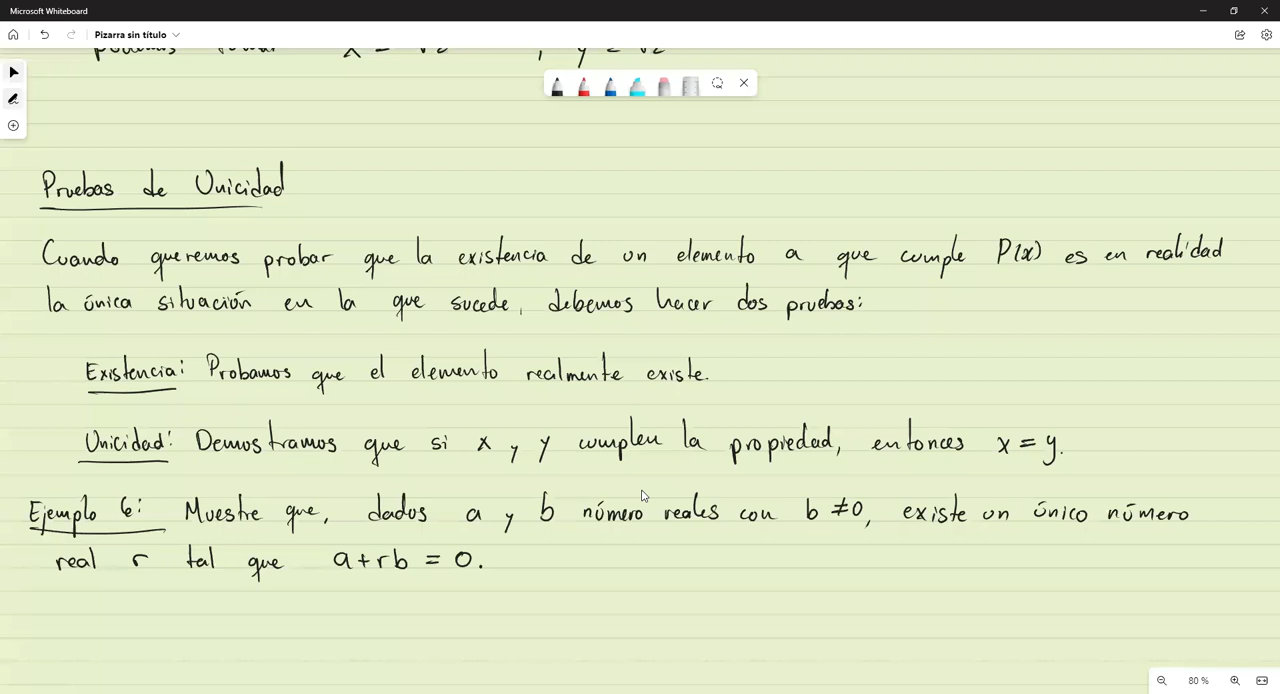 Microsoft Whiteboard
Pizarra sin título
Pruebas de Unicidad
Cuando queremos probar que la existencia de un elemento a que cumple P(x) es en realidad
la única situación en la que sucede, debemos hacer dos pruebas:
Existencia: Probamos que el elemento realmente existe.
Unicidad: Demostramos que si x y y cumplen la propiedad, entonces x = y.
Ejemplo 6: Muestre que, dados a y b número reales con b ≠ 0, existe un único número
real r tal que a + rb = 0.
80 %